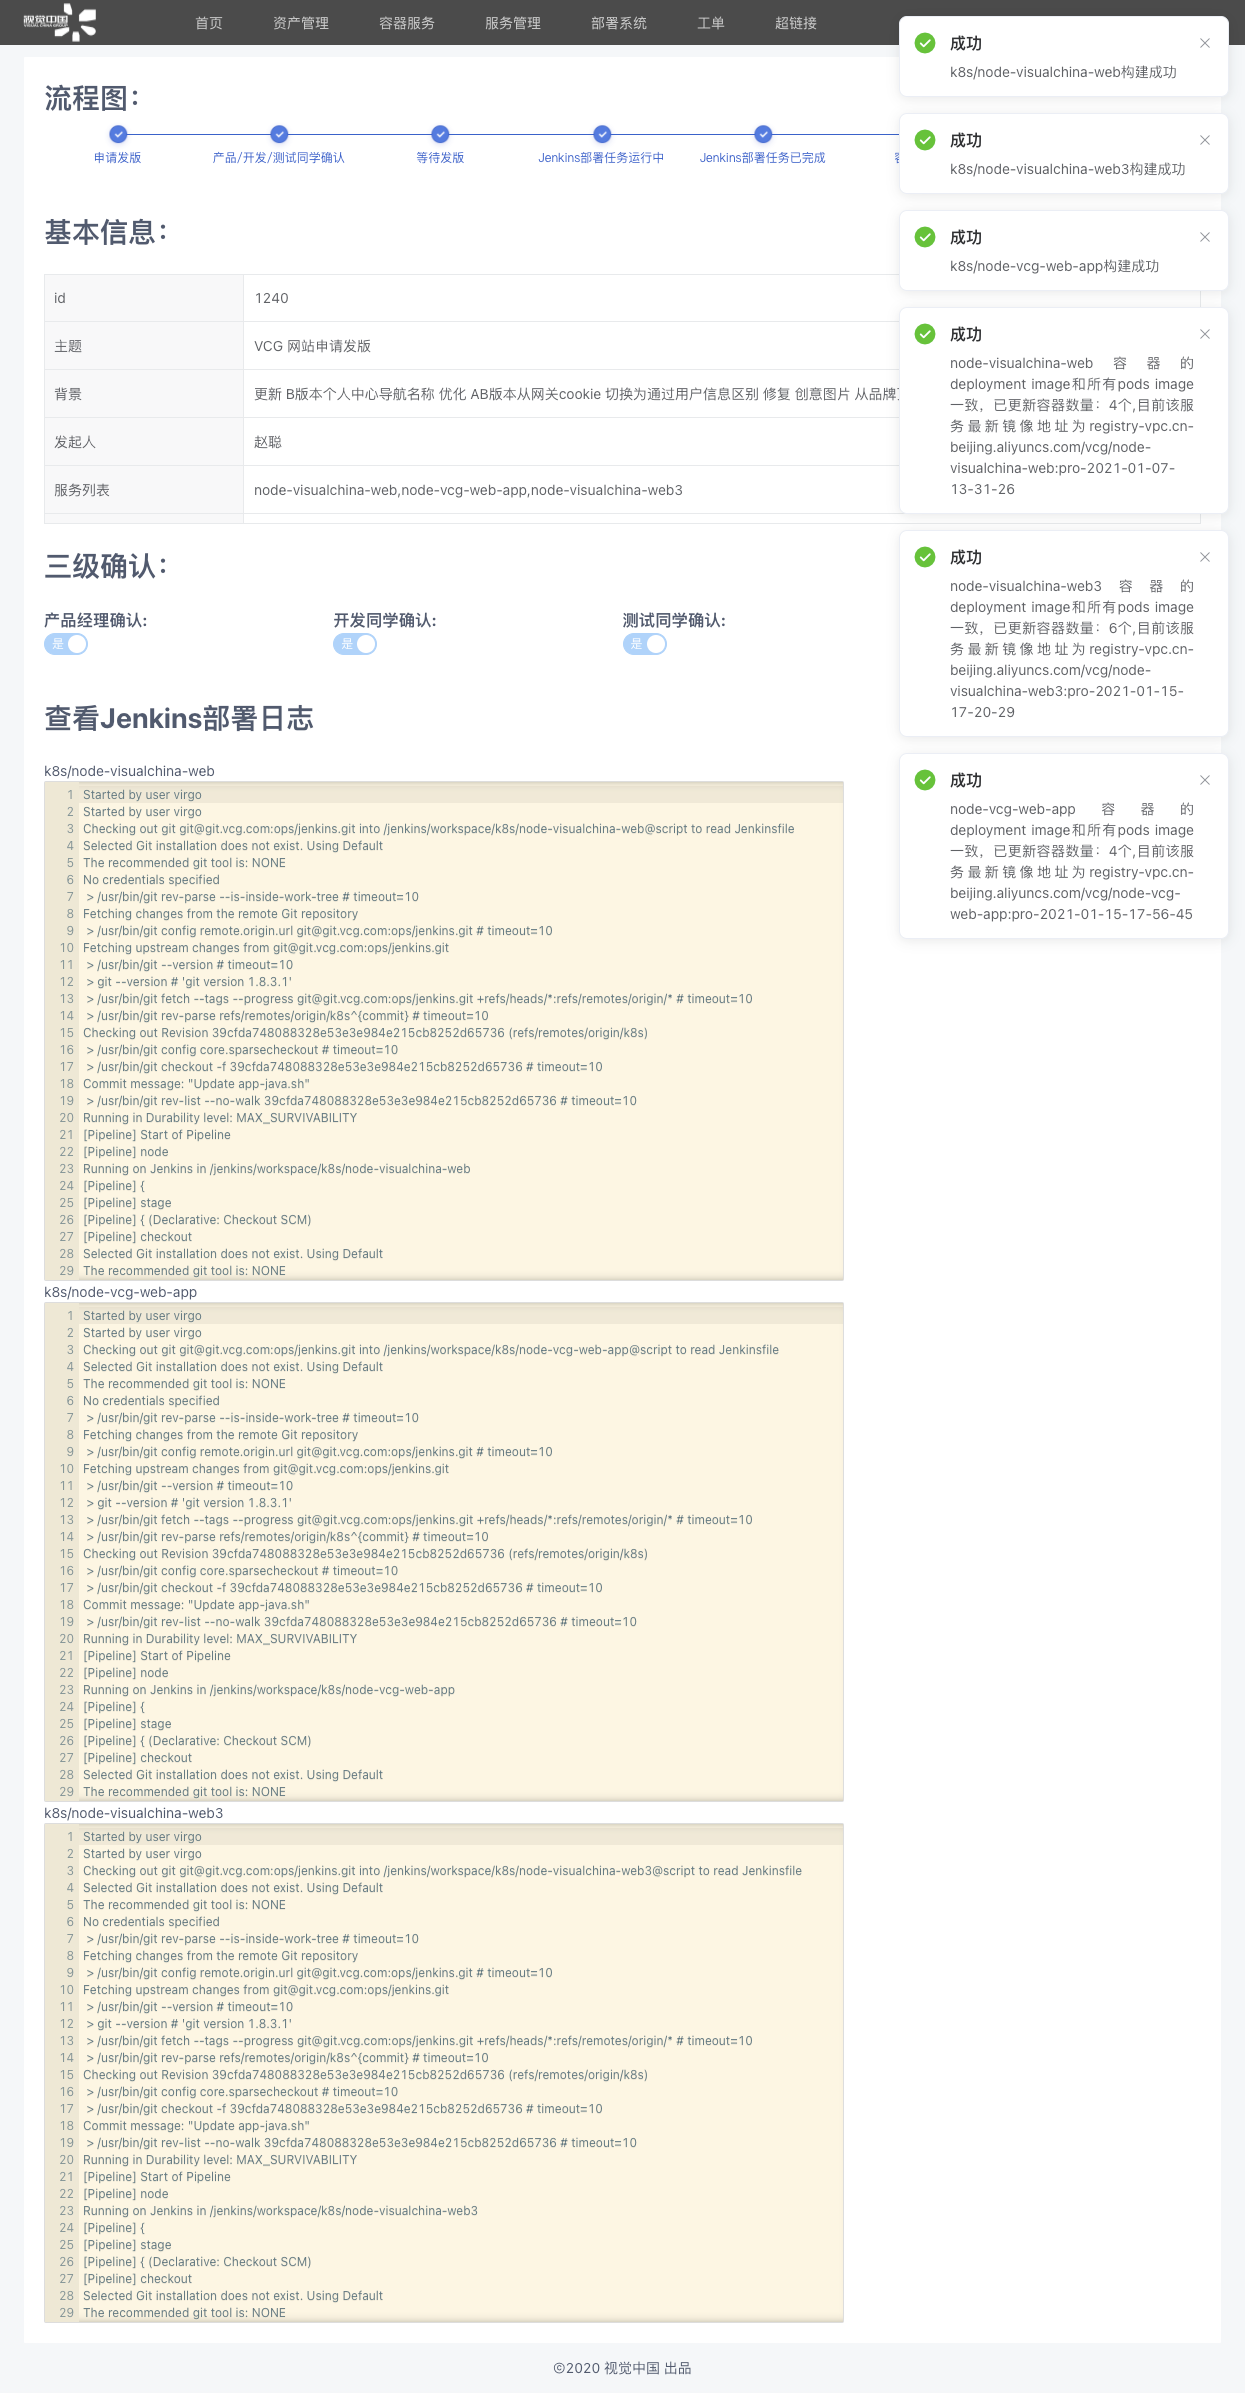 视觉中国
首页 资产管理 容器服务 服务管理 部署系统 工单 超链接
流程图：
申请发版 产品/开发/测试同学确认 等待发版 Jenkins部署任务运行中 Jenkins部署任务已完成
基本信息：
id 1240
主题 VCG 网站申请发版
背景 更新 B版本个人中心导航名称 优化 AB版本从网关cookie 切换为通过用户信息区别 修复 创意图片 从品牌
发起人 赵聪
服务列表 node-visualchina-web,node-vcg-web-app,node-visualchina-web3
三级确认：
产品经理确认: 开发同学确认: 测试同学确认:
是 是 是
查看Jenkins部署日志
k8s/node-visualchina-web
1 Started by user virgo
2 Started by user virgo
3 Checking out git git@git.vcg.com:ops/jenkins.git into /jenkins/workspace/k8s/node-visualchina-web@script to read Jenkinsfile
4 Selected Git installation does not exist. Using Default
5 The recommended git tool is: NONE
6 No credentials specified
7 > /usr/bin/git rev-parse --is-inside-work-tree # timeout=10
8 Fetching changes from the remote Git repository
9 > /usr/bin/git config remote.origin.url git@git.vcg.com:ops/jenkins.git # timeout=10
10 Fetching upstream changes from git@git.vcg.com:ops/jenkins.git
11 > /usr/bin/git --version # timeout=10
12 > git --version # 'git version 1.8.3.1'
13 > /usr/bin/git fetch --tags --progress git@git.vcg.com:ops/jenkins.git +refs/heads/*:refs/remotes/origin/* # timeout=10
14 > /usr/bin/git rev-parse refs/remotes/origin/k8s^{commit} # timeout=10
15 Checking out Revision 39cfda748088328e53e3e984e215cb8252d65736 (refs/remotes/origin/k8s)
16 > /usr/bin/git config core.sparsecheckout # timeout=10
17 > /usr/bin/git checkout -f 39cfda748088328e53e3e984e215cb8252d65736 # timeout=10
18 Commit message: "Update app-java.sh"
19 > /usr/bin/git rev-list --no-walk 39cfda748088328e53e3e984e215cb8252d65736 # timeout=10
20 Running in Durability level: MAX_SURVIVABILITY
21 [Pipeline] Start of Pipeline
22 [Pipeline] node
23 Running on Jenkins in /jenkins/workspace/k8s/node-visualchina-web
24 [Pipeline] {
25 [Pipeline] stage
26 [Pipeline] { (Declarative: Checkout SCM)
27 [Pipeline] checkout
28 Selected Git installation does not exist. Using Default
29 The recommended git tool is: NONE
k8s/node-vcg-web-app
1 Started by user virgo
2 Started by user virgo
3 Checking out git git@git.vcg.com:ops/jenkins.git into /jenkins/workspace/k8s/node-vcg-web-app@script to read Jenkinsfile
4 Selected Git installation does not exist. Using Default
5 The recommended git tool is: NONE
6 No credentials specified
7 > /usr/bin/git rev-parse --is-inside-work-tree # timeout=10
8 Fetching changes from the remote Git repository
9 > /usr/bin/git config remote.origin.url git@git.vcg.com:ops/jenkins.git # timeout=10
10 Fetching upstream changes from git@git.vcg.com:ops/jenkins.git
11 > /usr/bin/git --version # timeout=10
12 > git --version # 'git version 1.8.3.1'
13 > /usr/bin/git fetch --tags --progress git@git.vcg.com:ops/jenkins.git +refs/heads/*:refs/remotes/origin/* # timeout=10
14 > /usr/bin/git rev-parse refs/remotes/origin/k8s^{commit} # timeout=10
15 Checking out Revision 39cfda748088328e53e3e984e215cb8252d65736 (refs/remotes/origin/k8s)
16 > /usr/bin/git config core.sparsecheckout # timeout=10
17 > /usr/bin/git checkout -f 39cfda748088328e53e3e984e215cb8252d65736 # timeout=10
18 Commit message: "Update app-java.sh"
19 > /usr/bin/git rev-list --no-walk 39cfda748088328e53e3e984e215cb8252d65736 # timeout=10
20 Running in Durability level: MAX_SURVIVABILITY
21 [Pipeline] Start of Pipeline
22 [Pipeline] node
23 Running on Jenkins in /jenkins/workspace/k8s/node-vcg-web-app
24 [Pipeline] {
25 [Pipeline] stage
26 [Pipeline] { (Declarative: Checkout SCM)
27 [Pipeline] checkout
28 Selected Git installation does not exist. Using Default
29 The recommended git tool is: NONE
k8s/node-visualchina-web3
1 Started by user virgo
2 Started by user virgo
3 Checking out git git@git.vcg.com:ops/jenkins.git into /jenkins/workspace/k8s/node-visualchina-web3@script to read Jenkinsfile
4 Selected Git installation does not exist. Using Default
5 The recommended git tool is: NONE
6 No credentials specified
7 > /usr/bin/git rev-parse --is-inside-work-tree # timeout=10
8 Fetching changes from the remote Git repository
9 > /usr/bin/git config remote.origin.url git@git.vcg.com:ops/jenkins.git # timeout=10
10 Fetching upstream changes from git@git.vcg.com:ops/jenkins.git
11 > /usr/bin/git --version # timeout=10
12 > git --version # 'git version 1.8.3.1'
13 > /usr/bin/git fetch --tags --progress git@git.vcg.com:ops/jenkins.git +refs/heads/*:refs/remotes/origin/* # timeout=10
14 > /usr/bin/git rev-parse refs/remotes/origin/k8s^{commit} # timeout=10
15 Checking out Revision 39cfda748088328e53e3e984e215cb8252d65736 (refs/remotes/origin/k8s)
16 > /usr/bin/git config core.sparsecheckout # timeout=10
17 > /usr/bin/git checkout -f 39cfda748088328e53e3e984e215cb8252d65736 # timeout=10
18 Commit message: "Update app-java.sh"
19 > /usr/bin/git rev-list --no-walk 39cfda748088328e53e3e984e215cb8252d65736 # timeout=10
20 Running in Durability level: MAX_SURVIVABILITY
21 [Pipeline] Start of Pipeline
22 [Pipeline] node
23 Running on Jenkins in /jenkins/workspace/k8s/node-visualchina-web3
24 [Pipeline] {
25 [Pipeline] stage
26 [Pipeline] { (Declarative: Checkout SCM)
27 [Pipeline] checkout
28 Selected Git installation does not exist. Using Default
29 The recommended git tool is: NONE
成功
k8s/node-visualchina-web构建成功
成功
k8s/node-visualchina-web3构建成功
成功
k8s/node-vcg-web-app构建成功
成功
node-visualchina-web 容器的
deployment image和所有pods image
一致，已更新容器数量：4个,目前该服
务最新镜像地址为registry-vpc.cn-
beijing.aliyuncs.com/vcg/node-
visualchina-web:pro-2021-01-07-
13-31-26
成功
node-visualchina-web3 容器的
deployment image和所有pods image
一致，已更新容器数量：6个,目前该服
务最新镜像地址为registry-vpc.cn-
beijing.aliyuncs.com/vcg/node-
visualchina-web3:pro-2021-01-15-
17-20-29
成功
node-vcg-web-app 容器的
deployment image和所有pods image
一致，已更新容器数量：4个,目前该服
务最新镜像地址为registry-vpc.cn-
beijing.aliyuncs.com/vcg/node-vcg-
web-app:pro-2021-01-15-17-56-45
©2020 视觉中国 出品